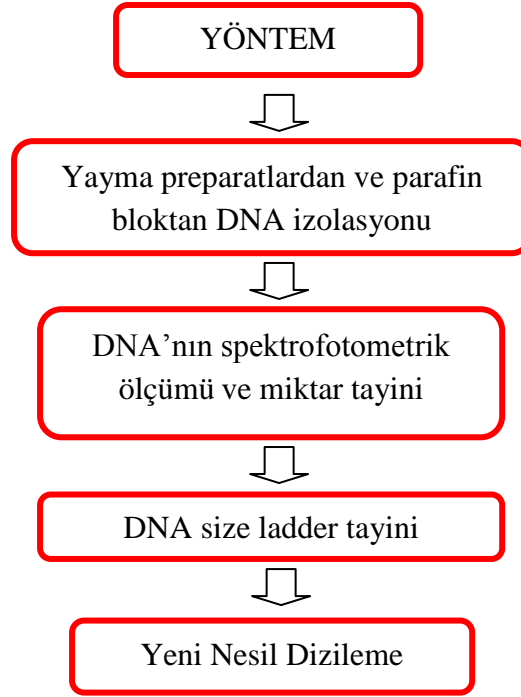 YÖNTEM
Yayma preparatlardan ve parafin
bloktan DNA izolasyonu
DNA’nın spektrofotometrik
ölçümü ve miktar tayini
DNA size ladder tayini
Yeni Nesil Dizileme